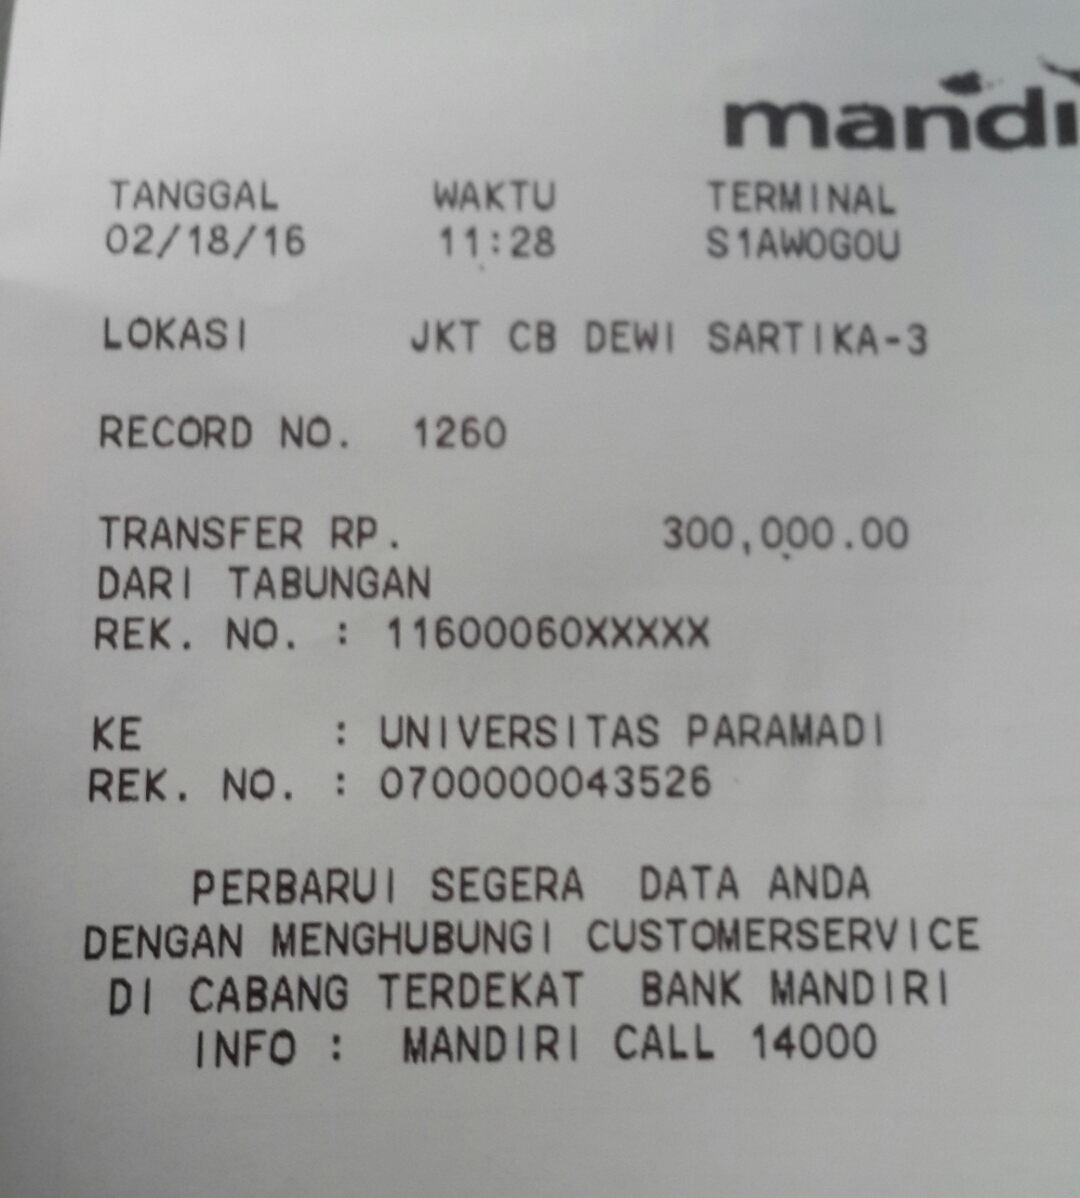 mandi
TANGGAL WAKTU TERMINAL
02/18/16 11:28 S1AWOGOU
LOKASI JKT CB DEWI SARTIKA-3
RECORD NO. 1260
TRANSFER RP. 300,000.00
DARI TABUNGAN
REK. NO. : 11600060XXXXX
KE : UNIVERSITAS PARAMADI
REK. NO. : 0700000043526
PERBARUI SEGERA DATA ANDA
DENGAN MENGHUBUNGI CUSTOMERSERVICE
DI CABANG TERDEKAT BANK MANDIRI
INFO : MANDIRI CALL 14000